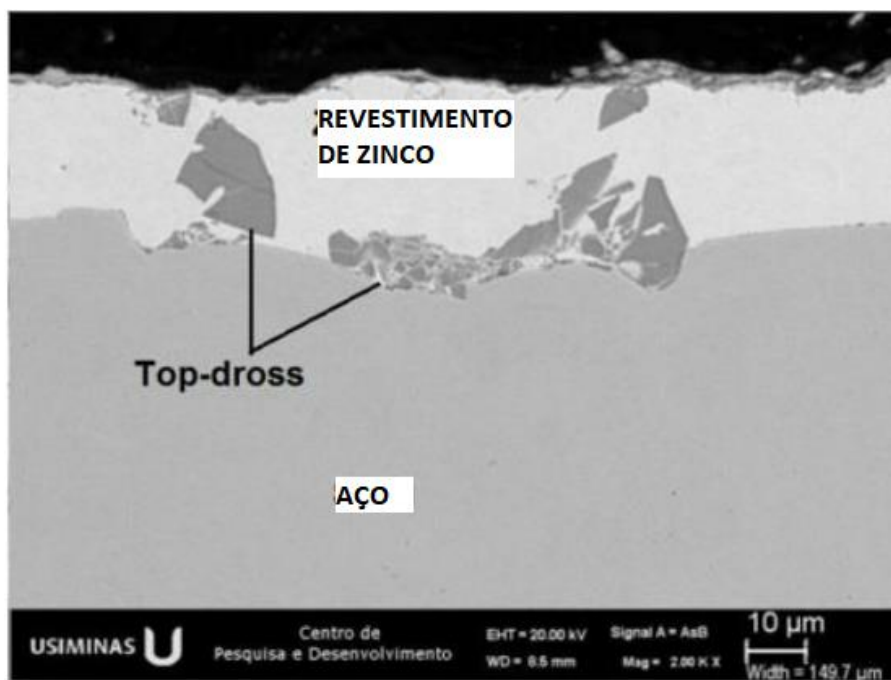 REVESTIMENTO
DE ZINCO
Top-dross
AÇO
USIMINAS U
Centro de
Pesquisa e Desenvolvimento
EHT = 20.00 kV
WD = 8.5 mm
Signal A = AsB
Mag = 2.00 K X
10 µm
Width = 149.7 µm